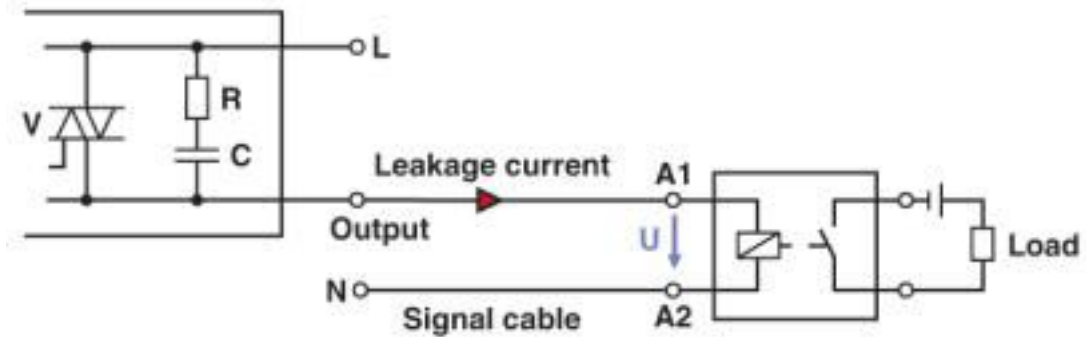 L
R
V
C
Leakage current
A1
Output
U
Load
N
Signal cable
A2